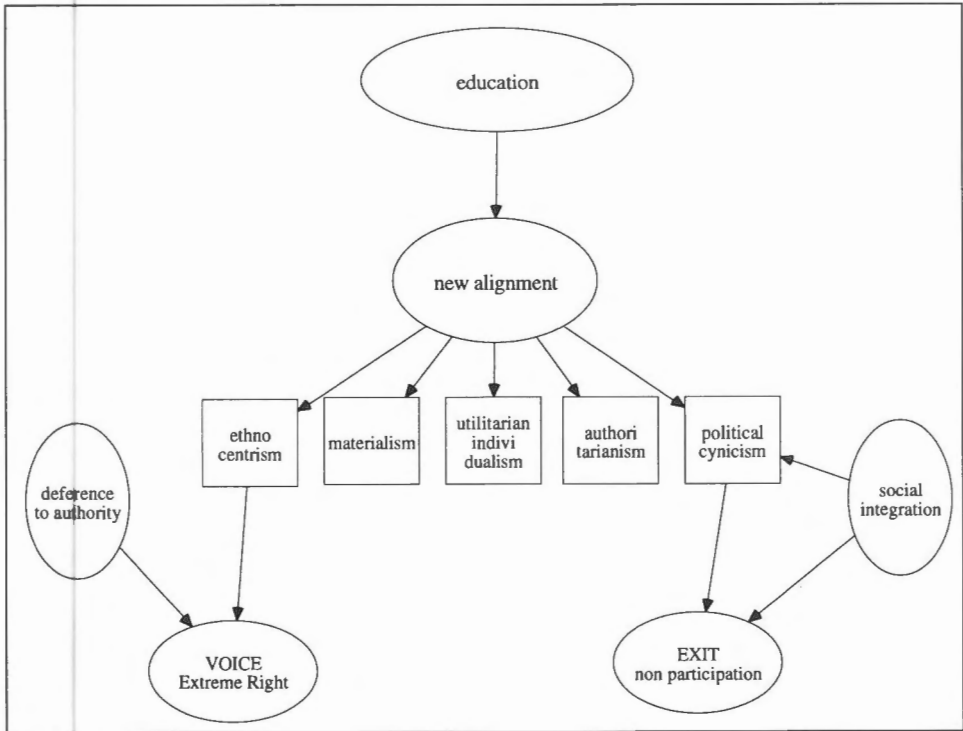 education
new alignment
ethno
centrism
materialism
utilitarian
indivi
dualism
authori
tarianism
political
cynicism
deference
to authority
social
integration
VOICE
Extreme Right
EXIT
non participation